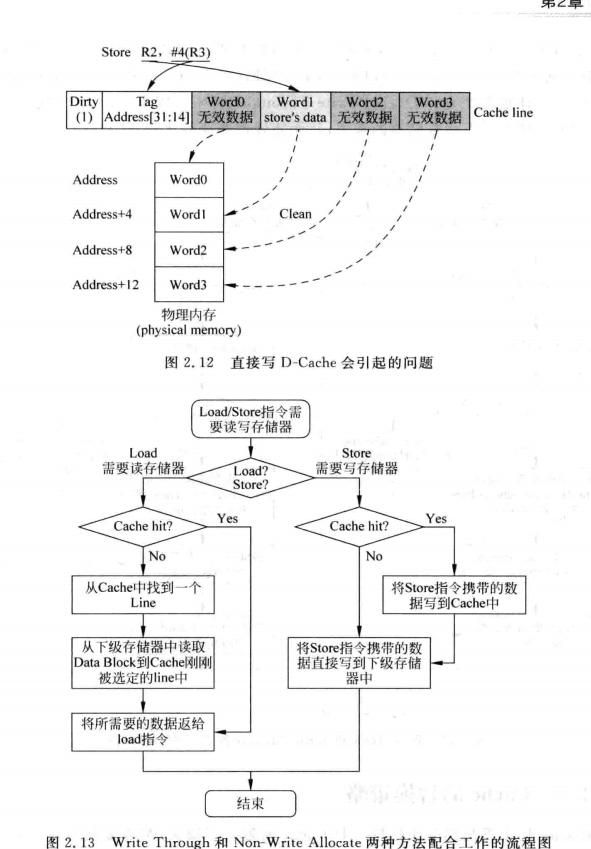 第2章
Store R2, #4(R3)
Dirty
(1)
Tag
Address[31:14]
Word0
无效数据
Word1
store's data
Word2
无效数据
Word3
无效数据
Cache line
Address
Word0
Address+4
Word1
Clean
Address+8
Word2
Address+12
Word3
物理内存
(physical memory)
图 2.12 直接写 D-Cache 会引起的问题
Load/Store指令需
要读写存储器
Load
需要读存储器
Load?
Store?
Store
需要写存储器
Cache hit?
Yes
No
Cache hit?
Yes
No
从Cache中找到一个
Line
将Store指令携带的数
据写到Cache中
从下级存储器中读取
Data Block到Cache刚刚
被选定的line中
将Store指令携带的数
据直接写到下级存储
器中
将所需要的数据返给
load指令
结束
图 2.13 Write Through 和 Non-Write Allocate 两种方法配合工作的流程图